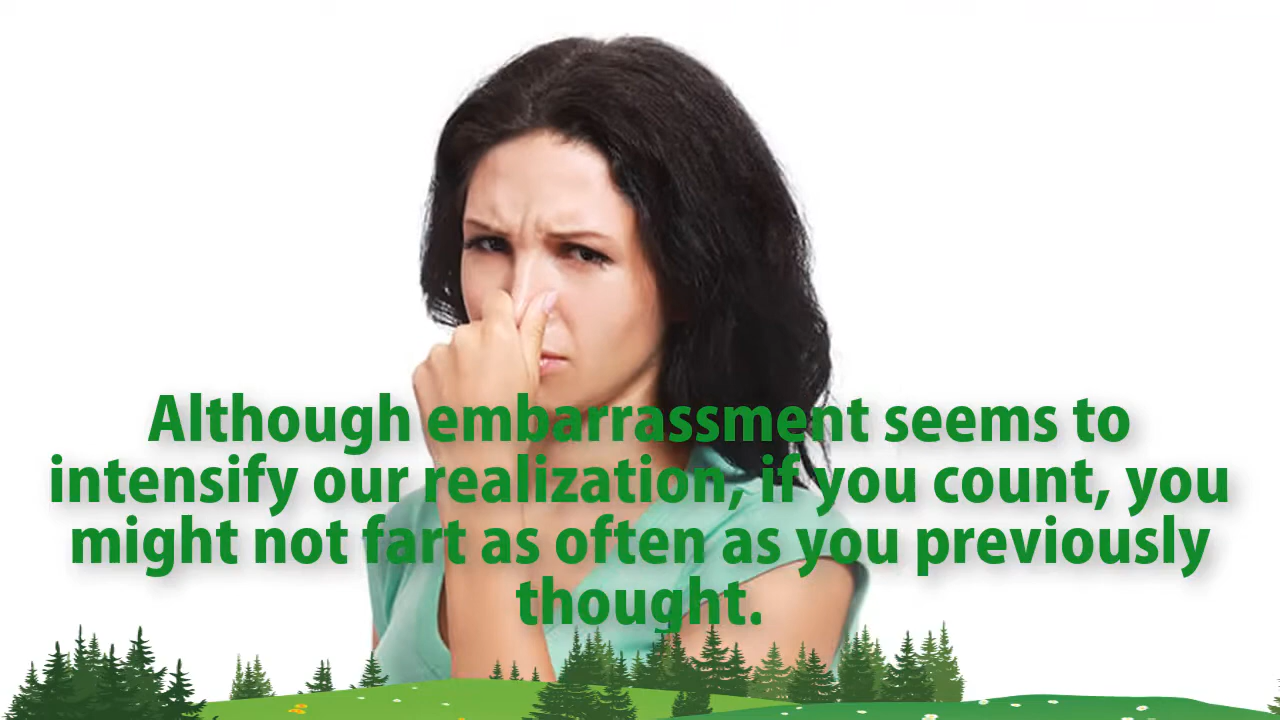 Although embarrassment seems to
intensify our realization, if you count, you
might not fart as often as you previously
thought.